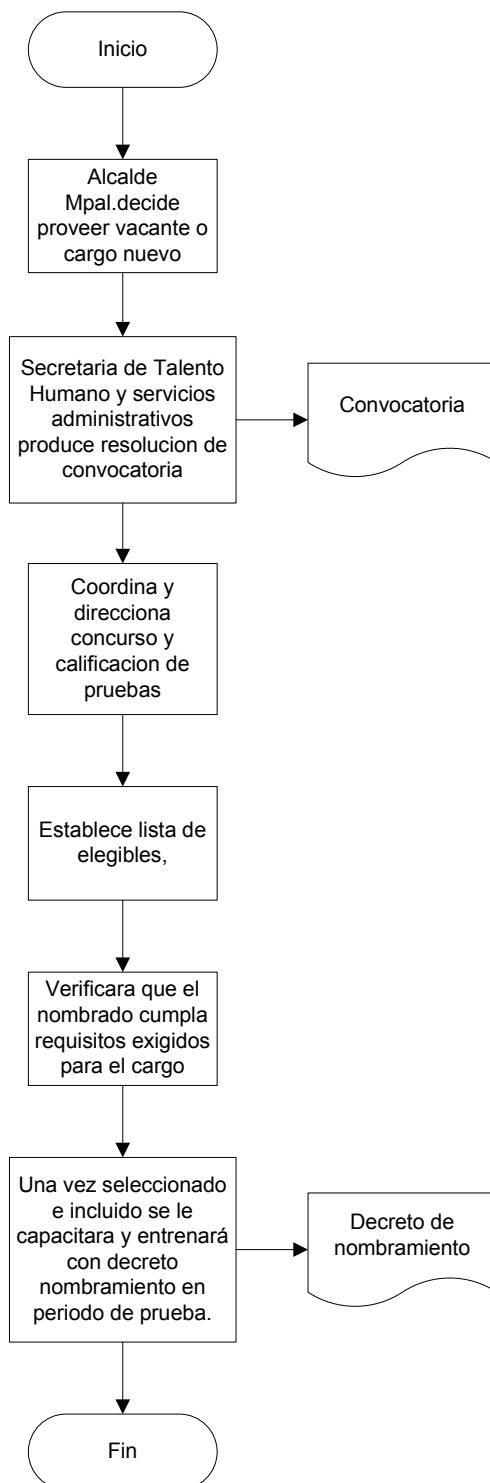 Inicio
Alcalde
Mpal.decide
proveer vacante o
cargo nuevo
Secretaria de Talento
Humano y servicios
administrativos
produce resolucion de
convocatoria
Convocatoria
Coordina y
direcciona
concurso y
calificacion de
pruebas
Establece lista de
elegibles,
Verificara que el
nombrado cumpla
requisitos exigidos
para el cargo
Una vez seleccionado
e incluido se le
capacitara y entrenará
con decreto
nombramiento en
periodo de prueba.
Decreto de
nombramiento
Fin